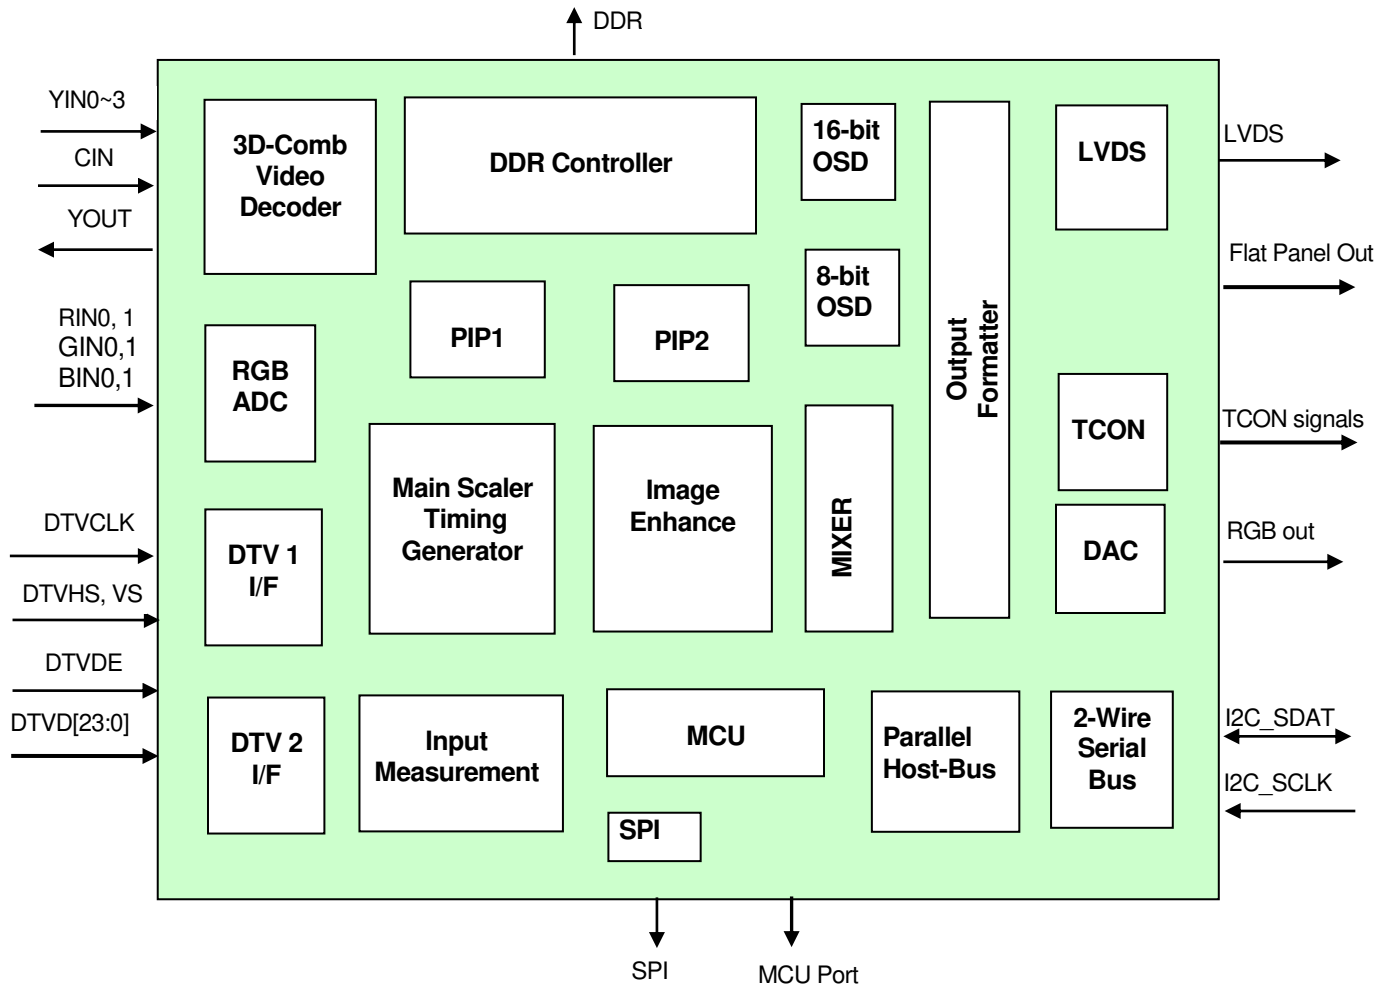 DDR
YIN0~3
CIN
YOUT
RIN0, 1
GIN0,1
BIN0,1
DTVCLK
DTVHS, VS
DTVDE
DTVD[23:0]
3D-Comb
Video
Decoder
DDR Controller
16-bit
OSD
8-bit
OSD
Output
Formatter
LVDS
LVDS
Flat Panel Out
PIP1
PIP2
RGB
ADC
Main Scaler
Timing
Generator
Image
Enhance
MIXER
TCON
TCON signals
DAC
RGB out
DTV 1
I/F
DTV 2
I/F
Input
Measurement
MCU
SPI
Parallel
Host-Bus
2-Wire
Serial
Bus
I2C_SDAT
I2C_SCLK
SPI
MCU Port